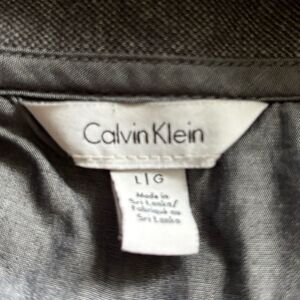 Calvin Klein
L | G
Made in
Sri Lanka/
Fabriqué au
Sri Lanka